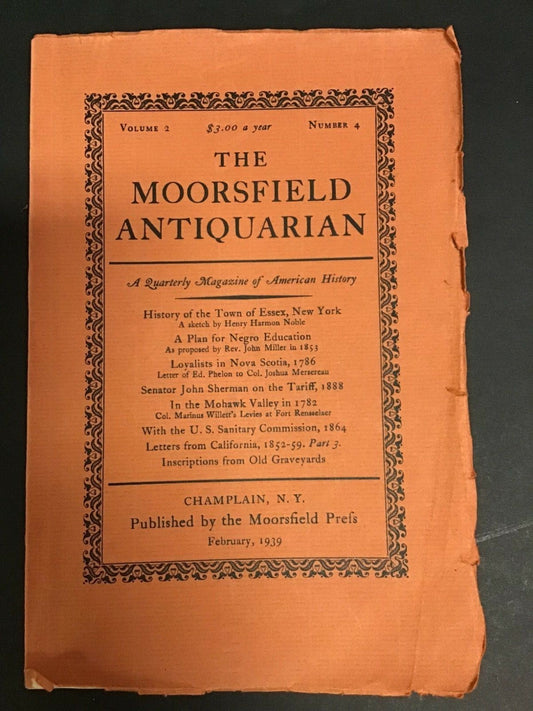 Volume 2 $3.00 a year Number 4
THE
MOORSFIELD
ANTIQUARIAN
A Quarterly Magazine of American History
History of the Town of Essex, New York
A sketch by Henry Harmon Noble
A Plan for Negro Education
As proposed by Rev. John Miller in 1853
Loyalists in Nova Scotia, 1786
Letter of Ed. Phelon to Col. Joshua Mersereau
Senator John Sherman on the Tariff, 1888
In the Mohawk Valley in 1782
Col. Marinus Willett's Levies at Fort Rensselaer
With the U. S. Sanitary Commission, 1864
Letters from California, 1852-59. Part 3.
Inscriptions from Old Graveyards
CHAMPLAIN, N. Y.
Published by the Moorsfield Preſs
February, 1939